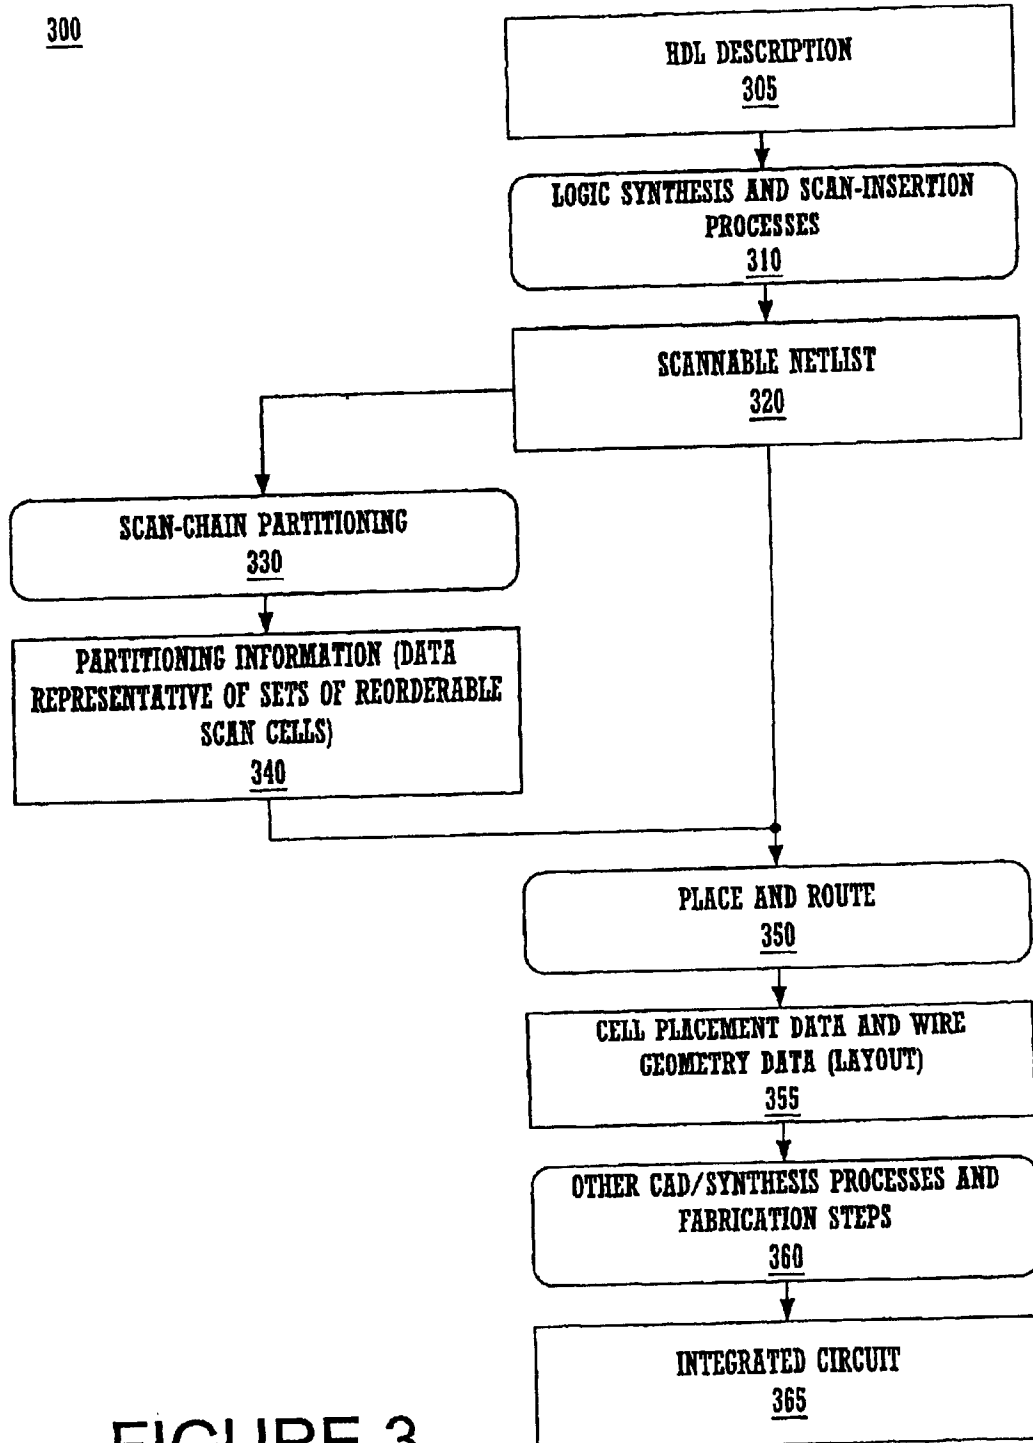 300
HDL DESCRIPTION
305
LOGIC SYNTHESIS AND SCAN-INSERTION
PROCESSES
310
SCANNABLE NETLIST
320
SCAN-CHAIN PARTITIONING
330
PARTITIONING INFORMATION (DATA
REPRESENTATIVE OF SETS OF REORDERABLE
SCAN CELLS)
340
PLACE AND ROUTE
350
CELL PLACEMENT DATA AND WIRE
GEOMETRY DATA (LAYOUT)
355
OTHER CAD/SYNTHESIS PROCESSES AND
FABRICATION STEPS
360
INTEGRATED CIRCUIT
365
FIGURE 3